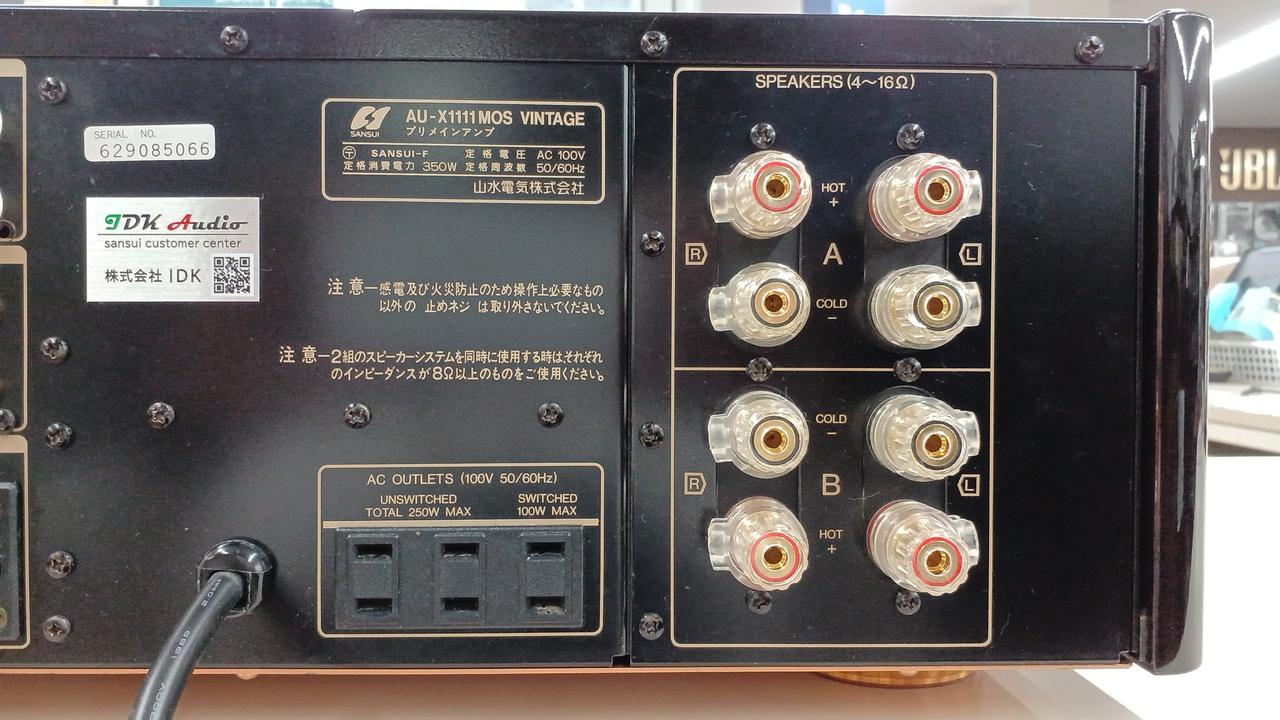 SERIAL NO.
629085066
IDK Audio
sansui customer center
株式会社 IDK
SANSUI
AU-X1111 MOS VINTAGE
プリメインアンプ
〒 SANSUI-F 定格電圧 AC 100V
定格消費電力 350W 定格周波数 50/60Hz
山水電気株式会社
注意—感電及び火災防止のため操作上必要なもの
以外の 止めネジ は取り外さないでください。
注意—2組のスピーカーシステムを同時に使用する時は、それぞれ
のインピーダンスが8Ω以上のものをご使用ください。
AC OUTLETS (100V 50/60Hz)
UNSWITCHED
TOTAL 250W MAX
SWITCHED
100W MAX
SPEAKERS (4~16Ω)
HOT
+
R
A
L
COLD
−
COLD
−
R
B
L
HOT
+
JBL